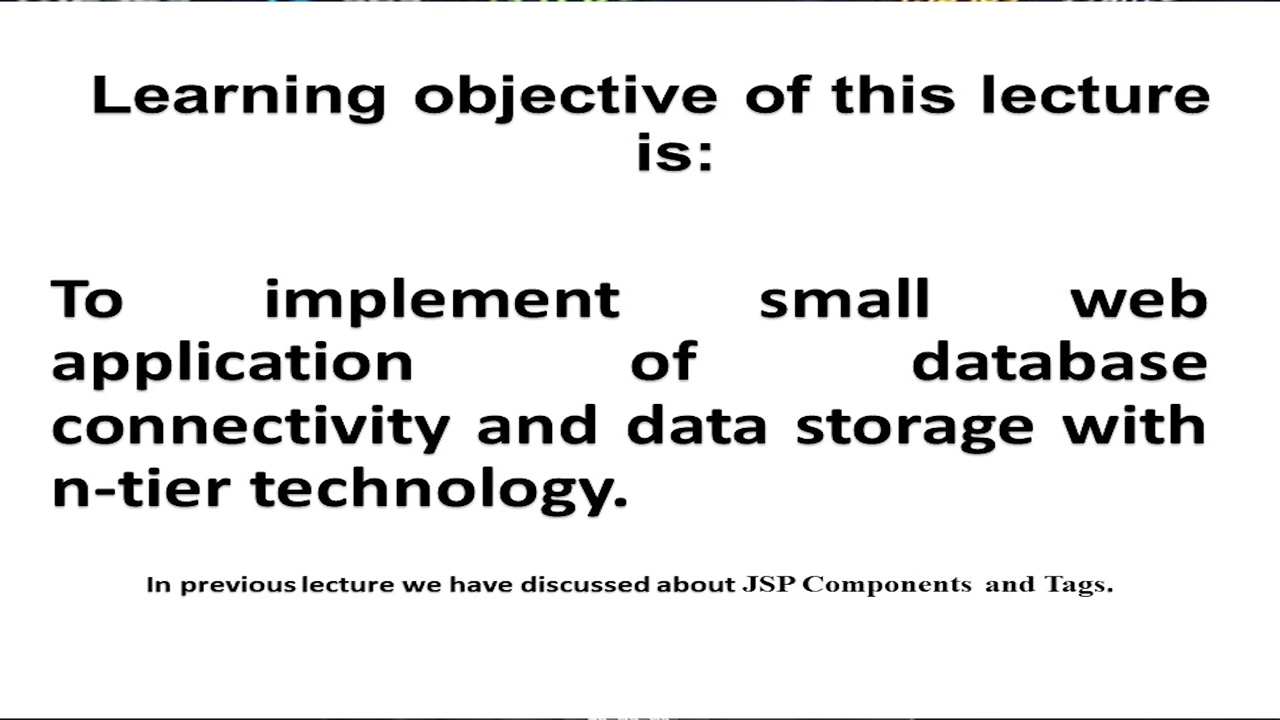 Learning objective of this lecture
is:
To implement small web
application of database
connectivity and data storage with
n-tier technology.
In previous lecture we have discussed about JSP Components and Tags.